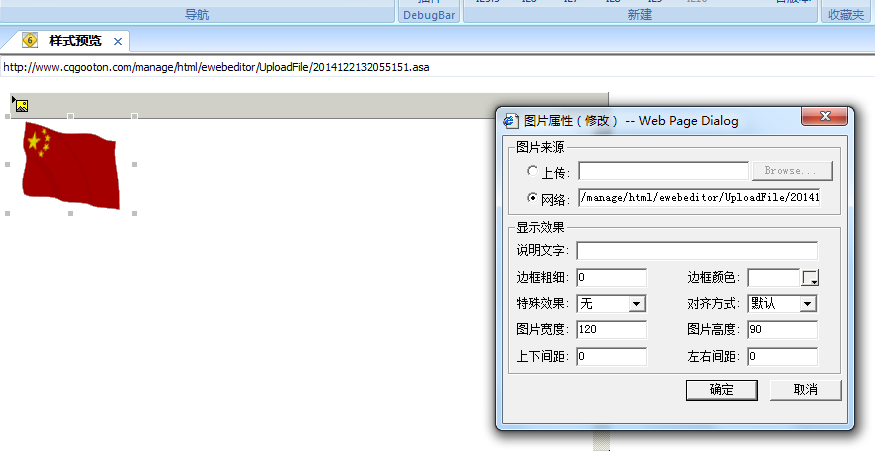 导航
DebugBar
新建
收藏夹
样式预览
http://www.cqgooton.com/manage/html/ewebeditor/UploadFile/2014122132055151.asa
图片属性（修改） -- Web Page Dialog
图片来源
上传:
Browse...
网络:
/manage/html/ewebeditor/UploadFile/20141
显示效果
说明文字:
边框粗细: 0
边框颜色:
特殊效果: 无
对齐方式: 默认
图片宽度: 120
图片高度: 90
上下间距: 0
左右间距: 0
确定
取消